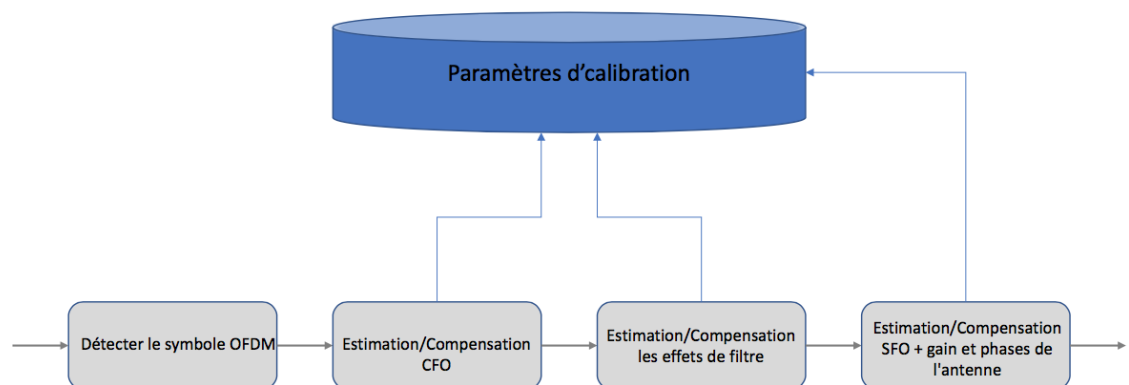 Paramètres d'calibration
Détecter le symbole OFDM
Estimation/Compensation
CFO
Estimation/Compensation
les effets de filtre
Estimation/Compensation
SFO + gain et phases de
l'antenne